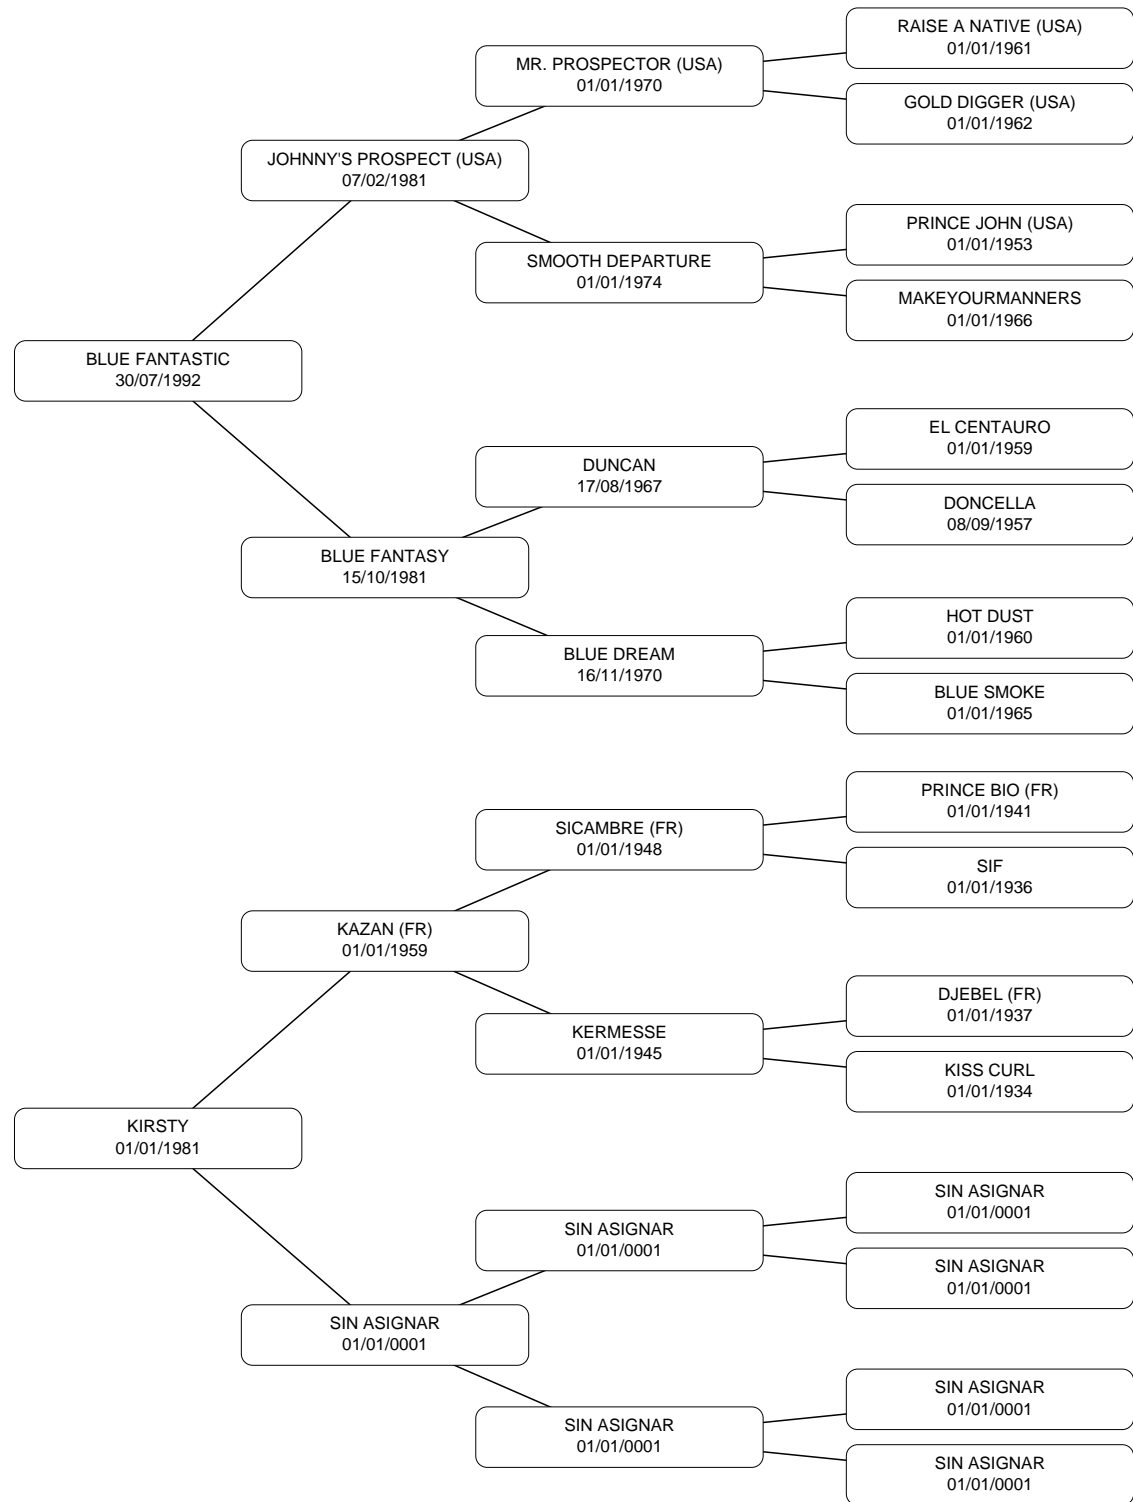 RAISE A NATIVE (USA)
01/01/1961
MR. PROSPECTOR (USA)
01/01/1970
GOLD DIGGER (USA)
01/01/1962
JOHNNY'S PROSPECT (USA)
07/02/1981
PRINCE JOHN (USA)
01/01/1953
SMOOTH DEPARTURE
01/01/1974
MAKEYOURMANNERS
01/01/1966
BLUE FANTASTIC
30/07/1992
EL CENTAURO
01/01/1959
DUNCAN
17/08/1967
DONCELLA
08/09/1957
BLUE FANTASY
15/10/1981
HOT DUST
01/01/1960
BLUE DREAM
16/11/1970
BLUE SMOKE
01/01/1965
PRINCE BIO (FR)
01/01/1941
SICAMBRE (FR)
01/01/1948
SIF
01/01/1936
KAZAN (FR)
01/01/1959
DJEBEL (FR)
01/01/1937
KERMESSE
01/01/1945
KISS CURL
01/01/1934
KIRSTY
01/01/1981
SIN ASIGNAR
01/01/0001
SIN ASIGNAR
01/01/0001
SIN ASIGNAR
01/01/0001
SIN ASIGNAR
01/01/0001
SIN ASIGNAR
01/01/0001
SIN ASIGNAR
01/01/0001
SIN ASIGNAR
01/01/0001